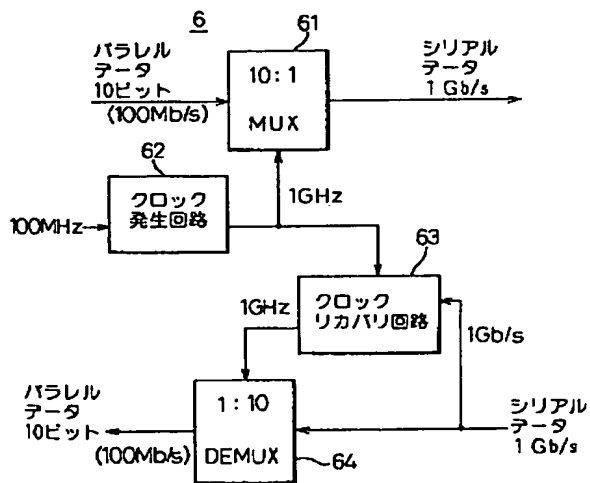 6
61
パラレル
データ
10ビット
(100Mb/s)
10:1
MUX
シリアル
データ
1 Gb/s
62
クロック
発生回路
100MHz
1GHz
63
クロック
リカバリ回路
1GHz
1Gb/s
パラレル
データ
10ビット
(100Mb/s)
1:10
DEMUX
64
シリアル
データ
1 Gb/s